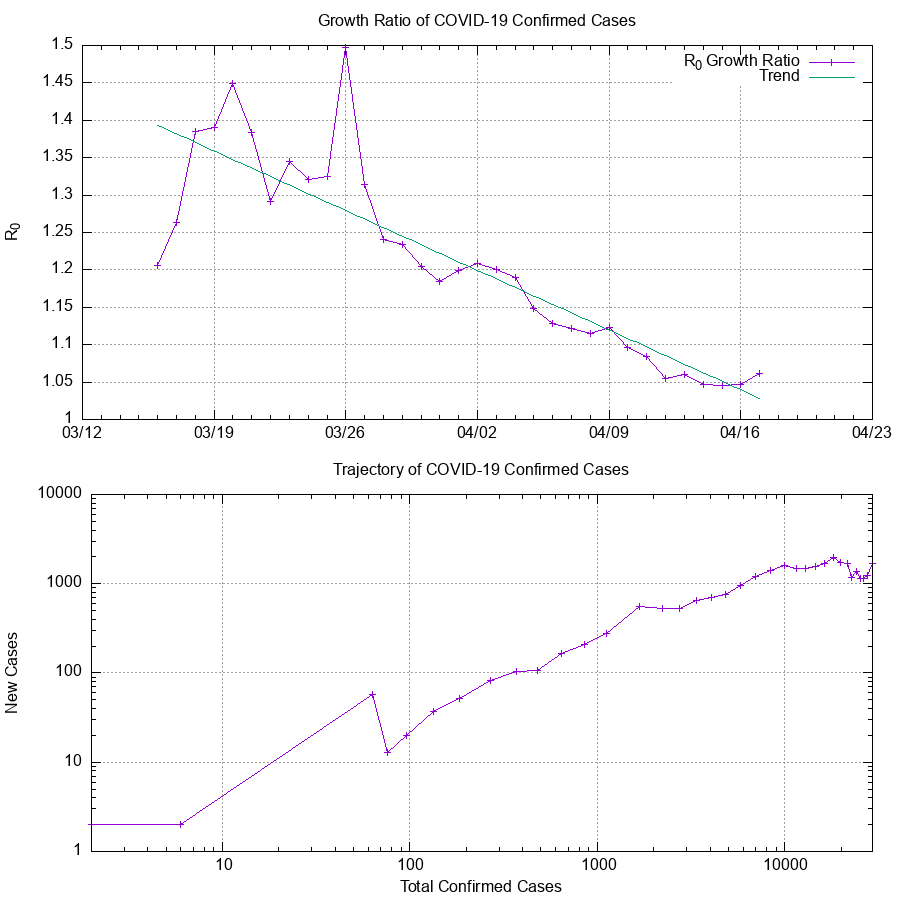 Growth Ratio of COVID-19 Confirmed Cases
1.5
R0 Growth Ratio
Trend
1.45
1.4
1.35
1.3
1.25
R0
1.2
1.15
1.1
1.05
1
03/12 03/19 03/26 04/02 04/09 04/16 04/23
Trajectory of COVID-19 Confirmed Cases
10000
1000
New Cases
100
10
1
10 100 1000 10000
Total Confirmed Cases